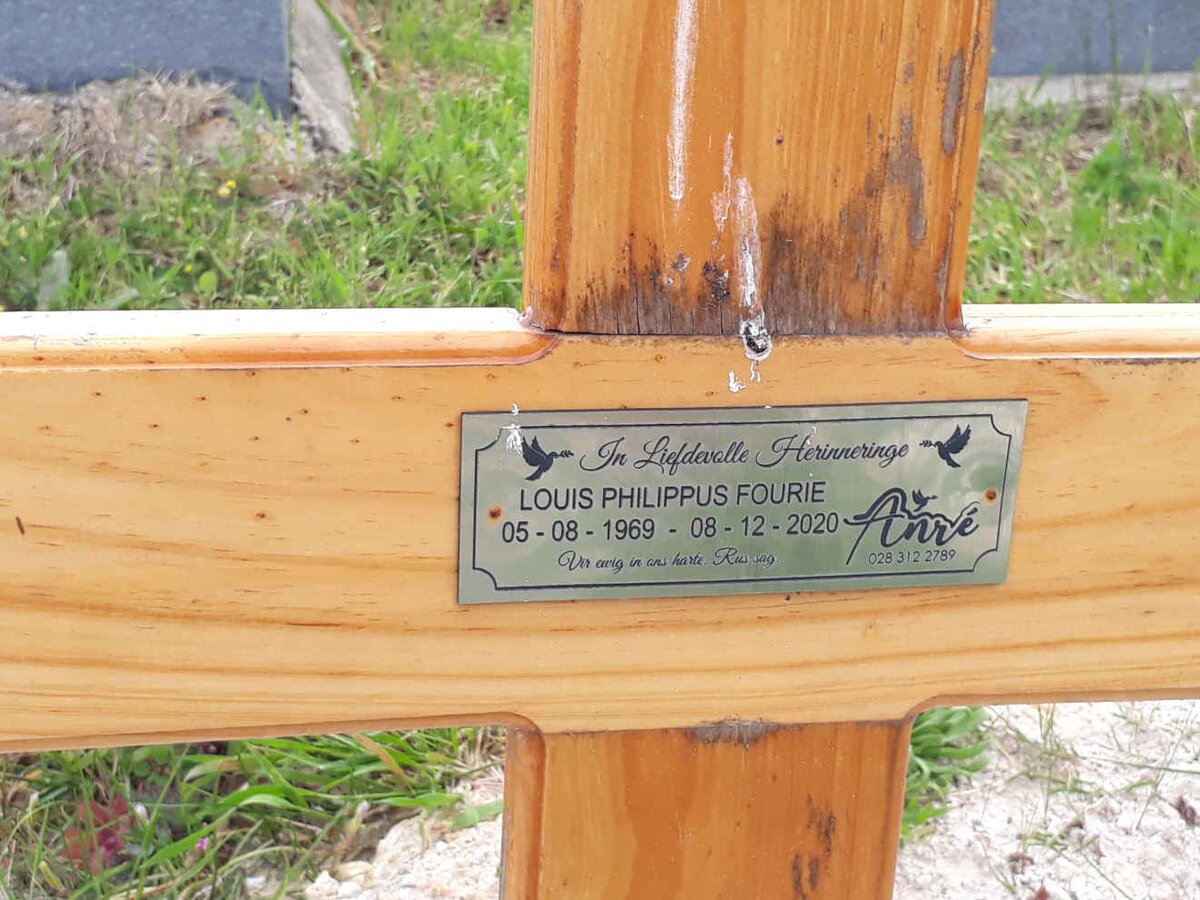 In Liefdevolle Herinneringe
LOUIS PHILIPPUS FOURIE
05 - 08 - 1969 - 08 - 12 - 2020
Vir ewig in ons harte. Rus sag.
Anré
028 312 2789